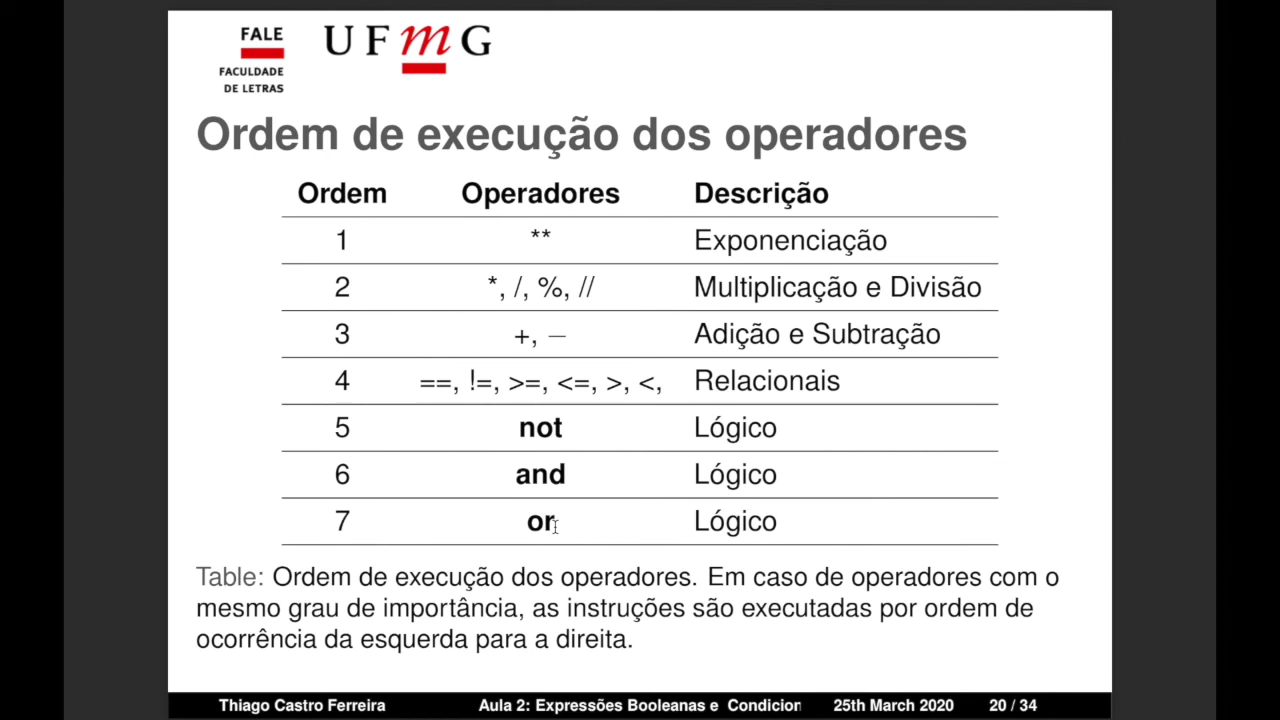 FALE
FACULDADE
DE LETRAS
UFmG
Ordem de execução dos operadores
Ordem Operadores Descrição
1 ** Exponenciação
2 *, /, %, // Multiplicação e Divisão
3 +, − Adição e Subtração
4 ==, !=, >=, <=, >, <, Relacionais
5 not Lógico
6 and Lógico
7 or Lógico
Table: Ordem de execução dos operadores. Em caso de operadores com o
mesmo grau de importância, as instruções são executadas por ordem de
ocorrência da esquerda para a direita.
Thiago Castro Ferreira Aula 2: Expressões Booleanas e Condicion 25th March 2020 20 / 34